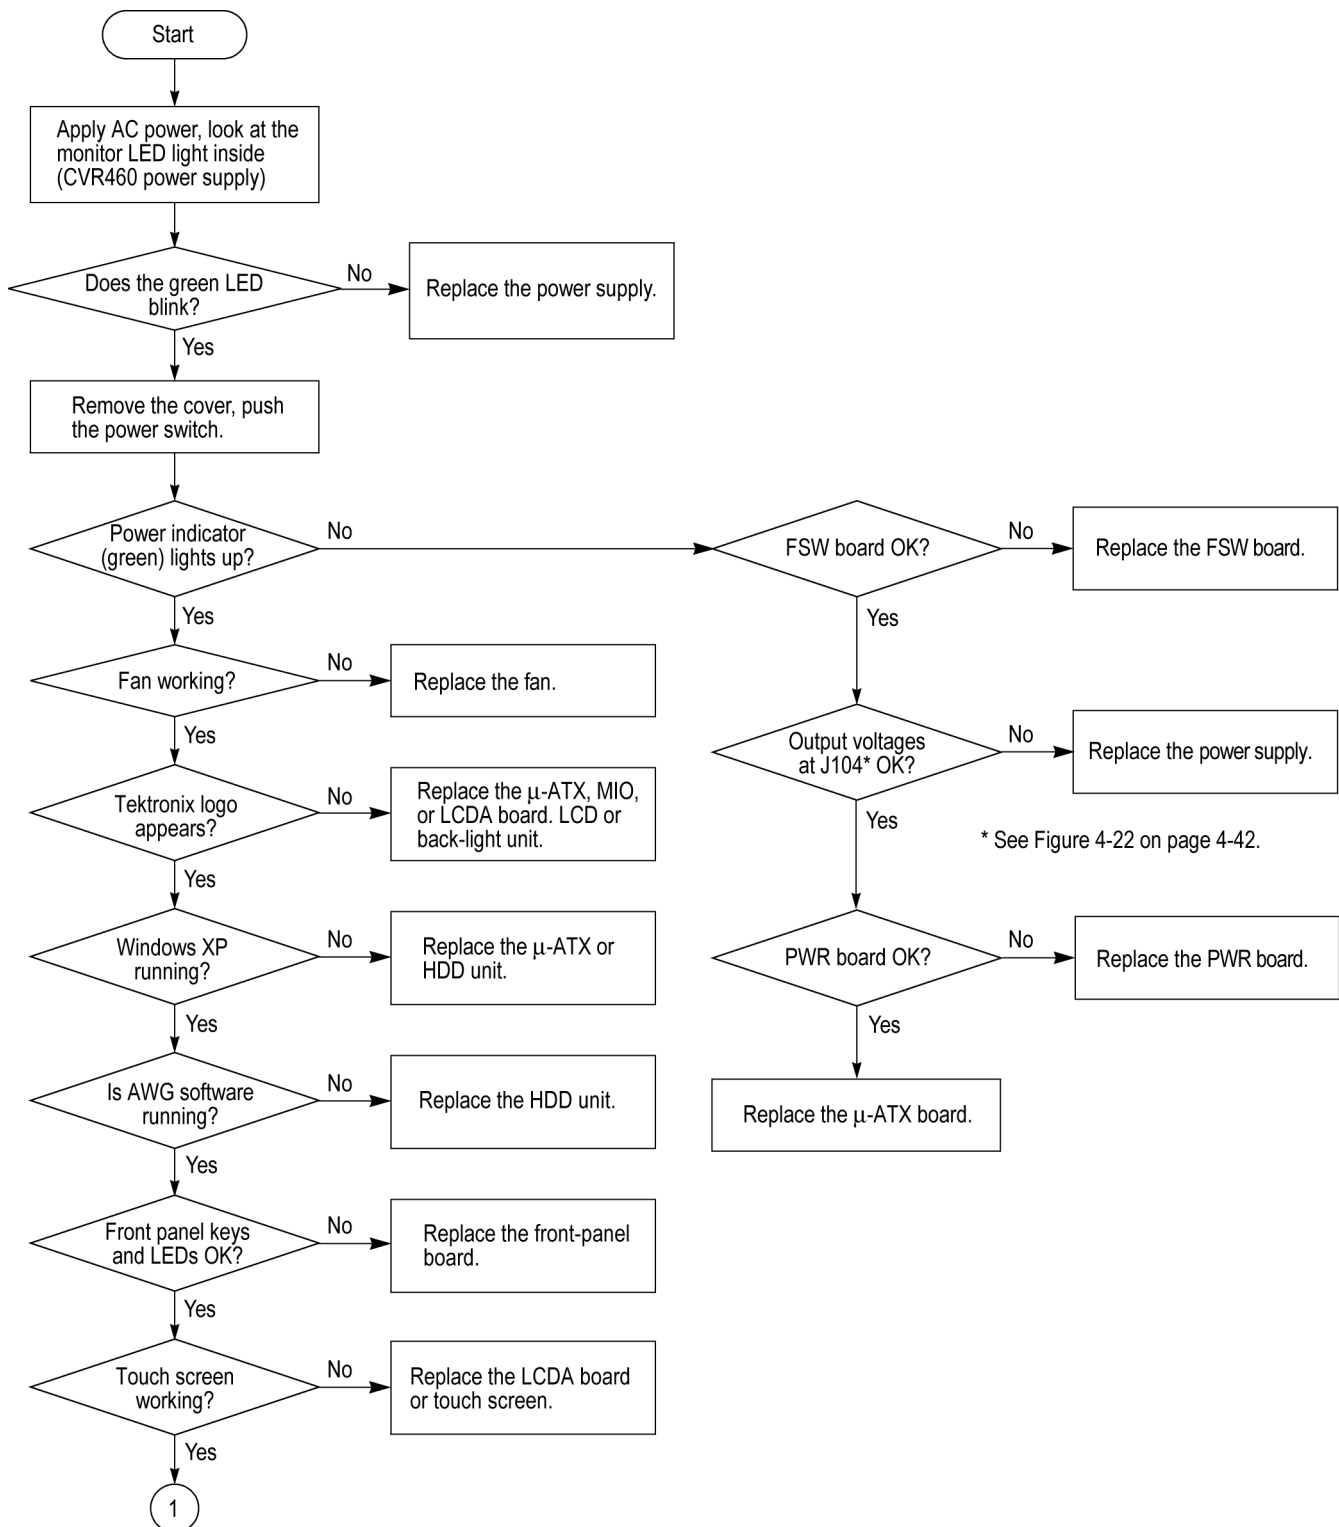 Start
Apply AC power, look at the
monitor LED light inside
(CVR460 power supply)
Does the green LED
blink?
No
Replace the power supply.
Yes
Remove the cover, push
the power switch.
Power indicator
(green) lights up?
No
FSW board OK?
No
Replace the FSW board.
Yes
Yes
Fan working?
No
Replace the fan.
Yes
Output voltages
at J104* OK?
No
Replace the power supply.
Yes
* See Figure 4-22 on page 4-42.
Tektronix logo
appears?
No
Replace the μ-ATX, MIO,
or LCDA board. LCD or
back-light unit.
Yes
Windows XP
running?
No
Replace the μ-ATX or
HDD unit.
Yes
PWR board OK?
No
Replace the PWR board.
Yes
Replace the μ-ATX board.
Is AWG software
running?
No
Replace the HDD unit.
Yes
Front panel keys
and LEDs OK?
No
Replace the front-panel
board.
Yes
Touch screen
working?
No
Replace the LCDA board
or touch screen.
Yes
1